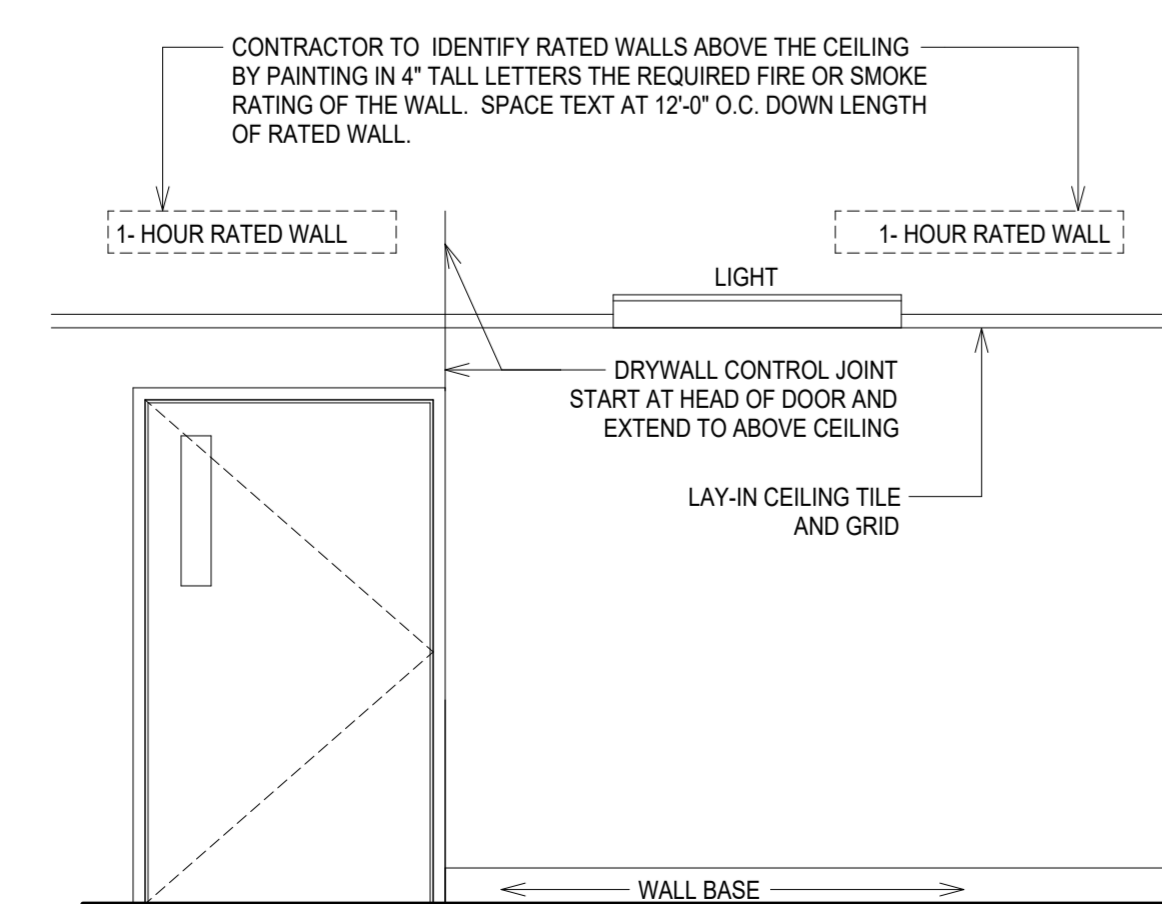 CONTRACTOR TO IDENTIFY RATED WALLS ABOVE THE CEILING
BY PAINTING IN 4" TALL LETTERS THE REQUIRED FIRE OR SMOKE
RATING OF THE WALL. SPACE TEXT AT 12'-0" O.C. DOWN LENGTH
OF RATED WALL.
1- HOUR RATED WALL
1- HOUR RATED WALL
LIGHT
DRYWALL CONTROL JOINT
START AT HEAD OF DOOR AND
EXTEND TO ABOVE CEILING
LAY-IN CEILING TILE
AND GRID
WALL BASE